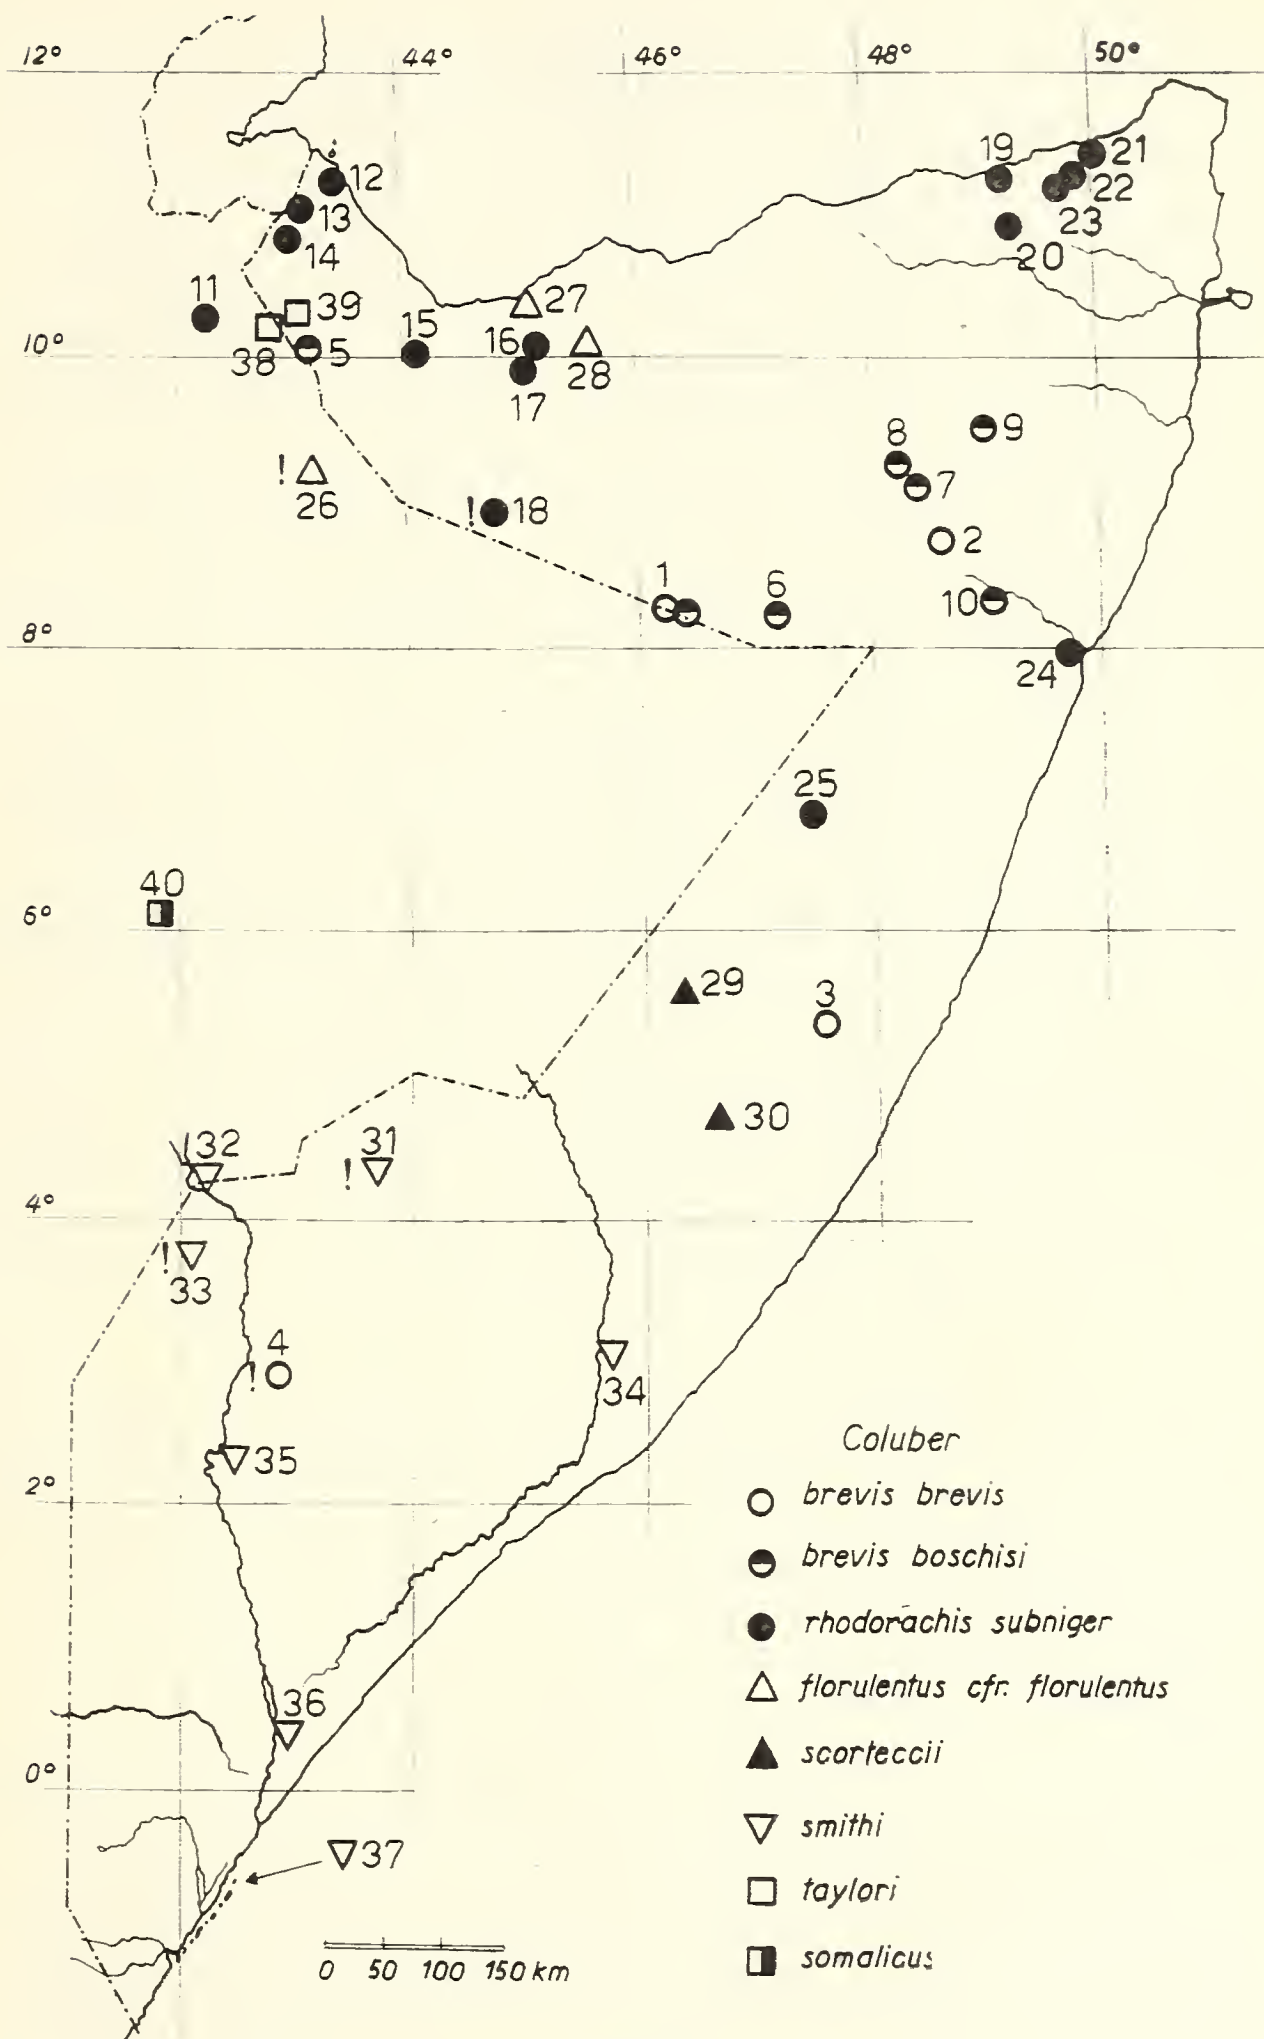 12° 44° 46° 48° 50°
19 21
12 22
13 23
14 20
11 39 27
15 16
10° 38 5 28
17
8 9
7
! 26 ! 18
2
1 6
10
8°
24
25
40
6°
29 3
30
! 32 31
!
4°
! 33
4
! 34
35
Coluber
2° brevis brevis
brevis boschisi
rhodorachis subniger
36 florulentus cfr. florulentus
0° scorteccii
smithi
37
taylori
0 50 100 150 km
somalicus